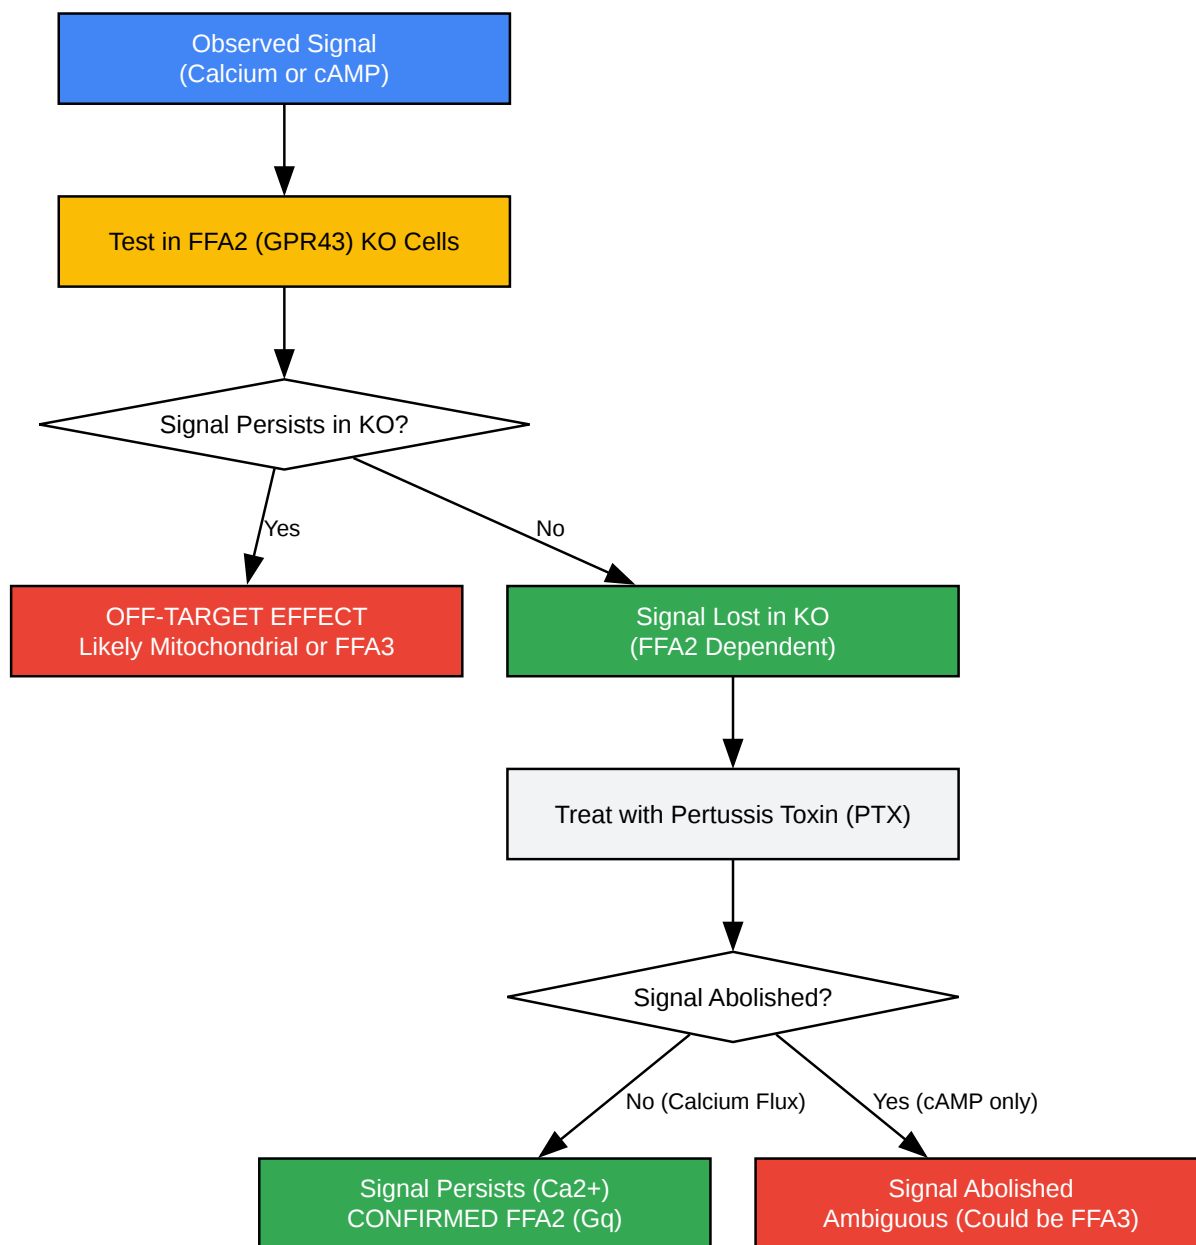 Observed Signal
(Calcium or cAMP)
Test in FFA2 (GPR43) KO Cells
Signal Persists in KO?
Yes
No
OFF-TARGET EFFECT
Likely Mitochondrial or FFA3
Signal Lost in KO
(FFA2 Dependent)
Treat with Pertussis Toxin (PTX)
Signal Abolished?
No (Calcium Flux)
Yes (cAMP only)
Signal Persists (Ca2+)
CONFIRMED FFA2 (Gq)
Signal Abolished
Ambiguous (Could be FFA3)